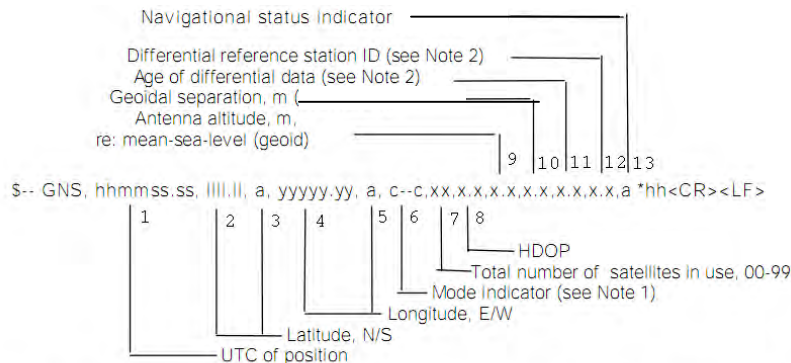 Navigational status indicator
Differential reference station ID (see Note 2)
Age of differential data (see Note 2)
Geoidal separation, m (
Antenna altitude, m,
re: mean-sea-level (geoid)
9 10 11 12 13
$-- GNS, hhmmss.ss, llll.ll, a, yyyyy.yy, a, c--c,xx,x.x,x.x,x.x,x.x,x.x,a *hh<CR><LF>
1 2 3 4 5 6 7 8
HDOP
Total number of satellites in use, 00-99
Mode indicator (see Note 1)
Longitude, E/W
Latitude, N/S
UTC of position